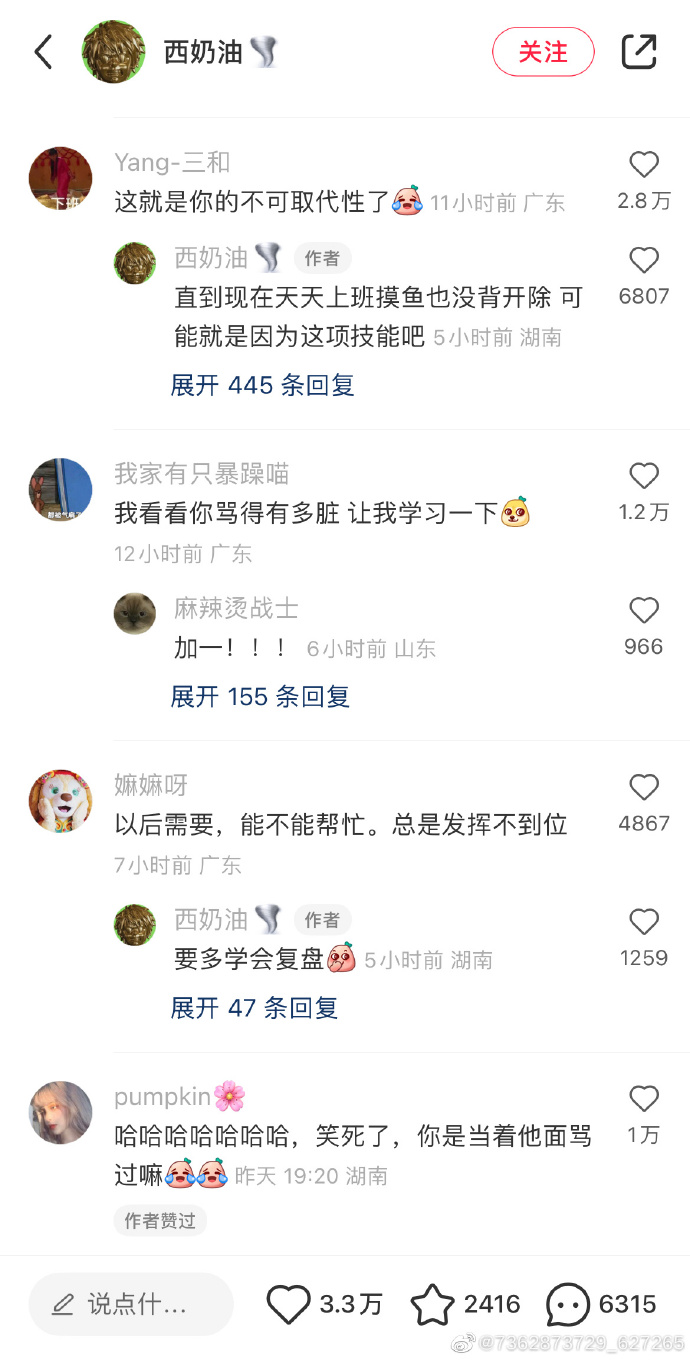 西奶油
关注
Yang-三和
这就是你的不可取代性了 11小时前 广东
2.8万
下班
西奶油 作者
直到现在天天上班摸鱼也没背开除 可
能就是因为这项技能吧 5小时前 湖南
6807
展开 445 条回复
我家有只暴躁喵
我看看你骂得有多脏 让我学习一下
12小时前 广东
1.2万
麻辣烫战士
加一！！！ 6小时前 山东
966
展开 155 条回复
嫲嫲呀
以后需要，能不能帮忙。总是发挥不到位
7小时前 广东
4867
西奶油 作者
要多学会复盘 5小时前 湖南
1259
展开 47 条回复
pumpkin
哈哈哈哈哈哈哈，笑死了，你是当着他面骂
过嘛 昨天 19:20 湖南
1万
作者赞过
说点什...
3.3万
2416
6315
@7362873729_627265